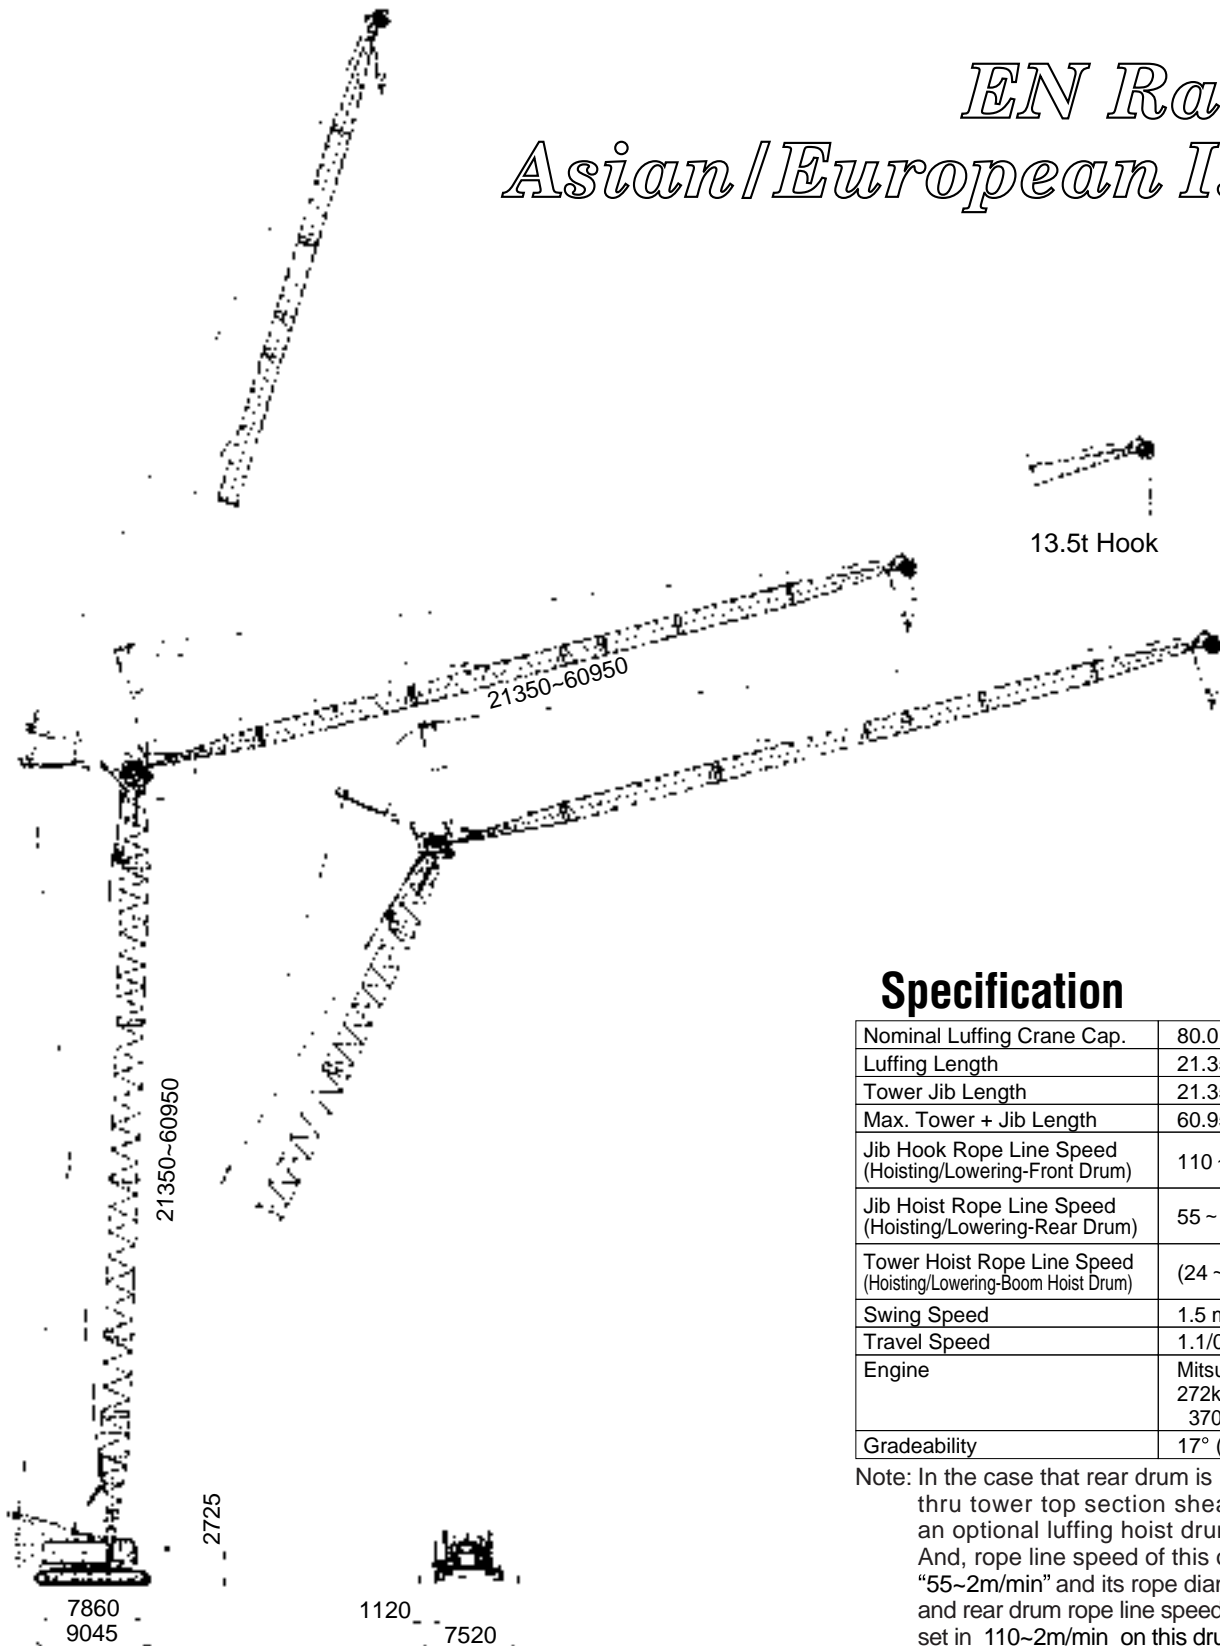 EN Ra
Asian/European
13.5t Hook
21350~60950
21350~60950
2725
7860
9045
1120
7520
Specification
Nominal Luffing Crane Cap. 80.0
Luffing Length 21.3
Tower Jib Length 21.3
Max. Tower + Jib Length 60.9
Jib Hook Rope Line Speed
(Hoisting/Lowering-Front Drum) 110 ~
Jib Hoist Rope Line Speed
(Hoisting/Lowering-Rear Drum) 55 ~
Tower Hoist Rope Line Speed
(Hoisting/Lowering-Boom Hoist Drum) (24 ~
Swing Speed 1.5
Travel Speed 1.1/
Engine Mitsu
272k
370
Gradeability 17° (
Note: In the case that rear drum is
thru tower top section shea
an optional luffing hoist drum
And, rope line speed of this
“55~2m/min” and its rope diam
and rear drum rope line speed
set in 110~2m/min on this dru